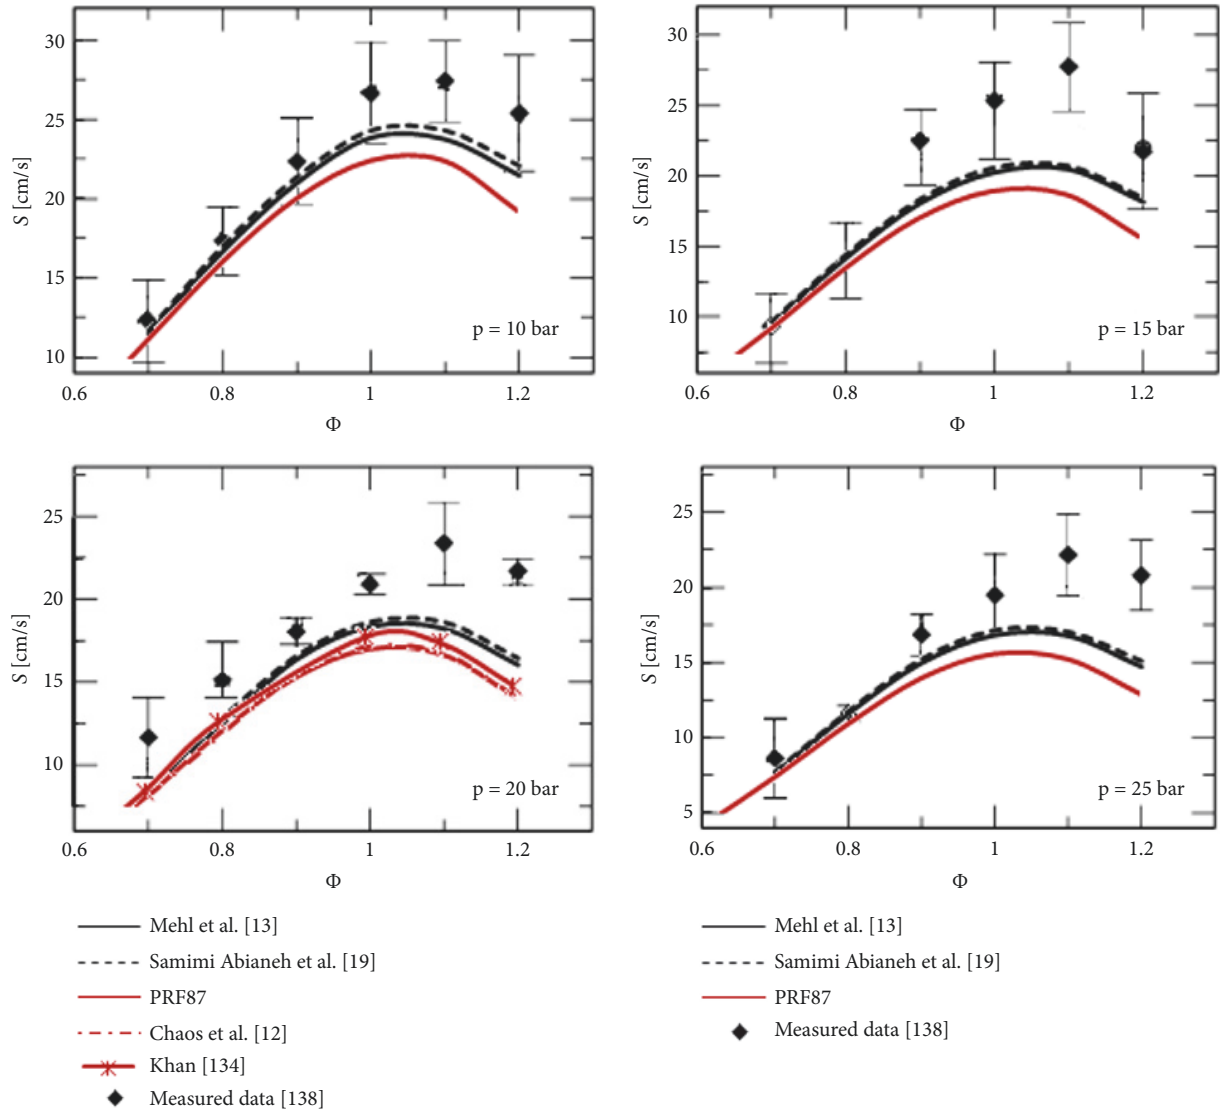 30
25
20
15
10
S [cm/s]
p = 10 bar
0.6
0.8
1
1.2
Φ
30
25
20
15
10
S [cm/s]
p = 15 bar
0.6
0.8
1
1.2
Φ
25
20
15
10
S [cm/s]
p = 20 bar
0.6
0.8
1
1.2
Φ
25
20
15
10
5
S [cm/s]
p = 25 bar
0.6
0.8
1
1.2
Φ
Mehl et al. [13]
Samimi Abianeh et al. [19]
PRF87
Chaos et al. [12]
Khan [134]
Measured data [138]
Mehl et al. [13]
Samimi Abianeh et al. [19]
PRF87
Measured data [138]